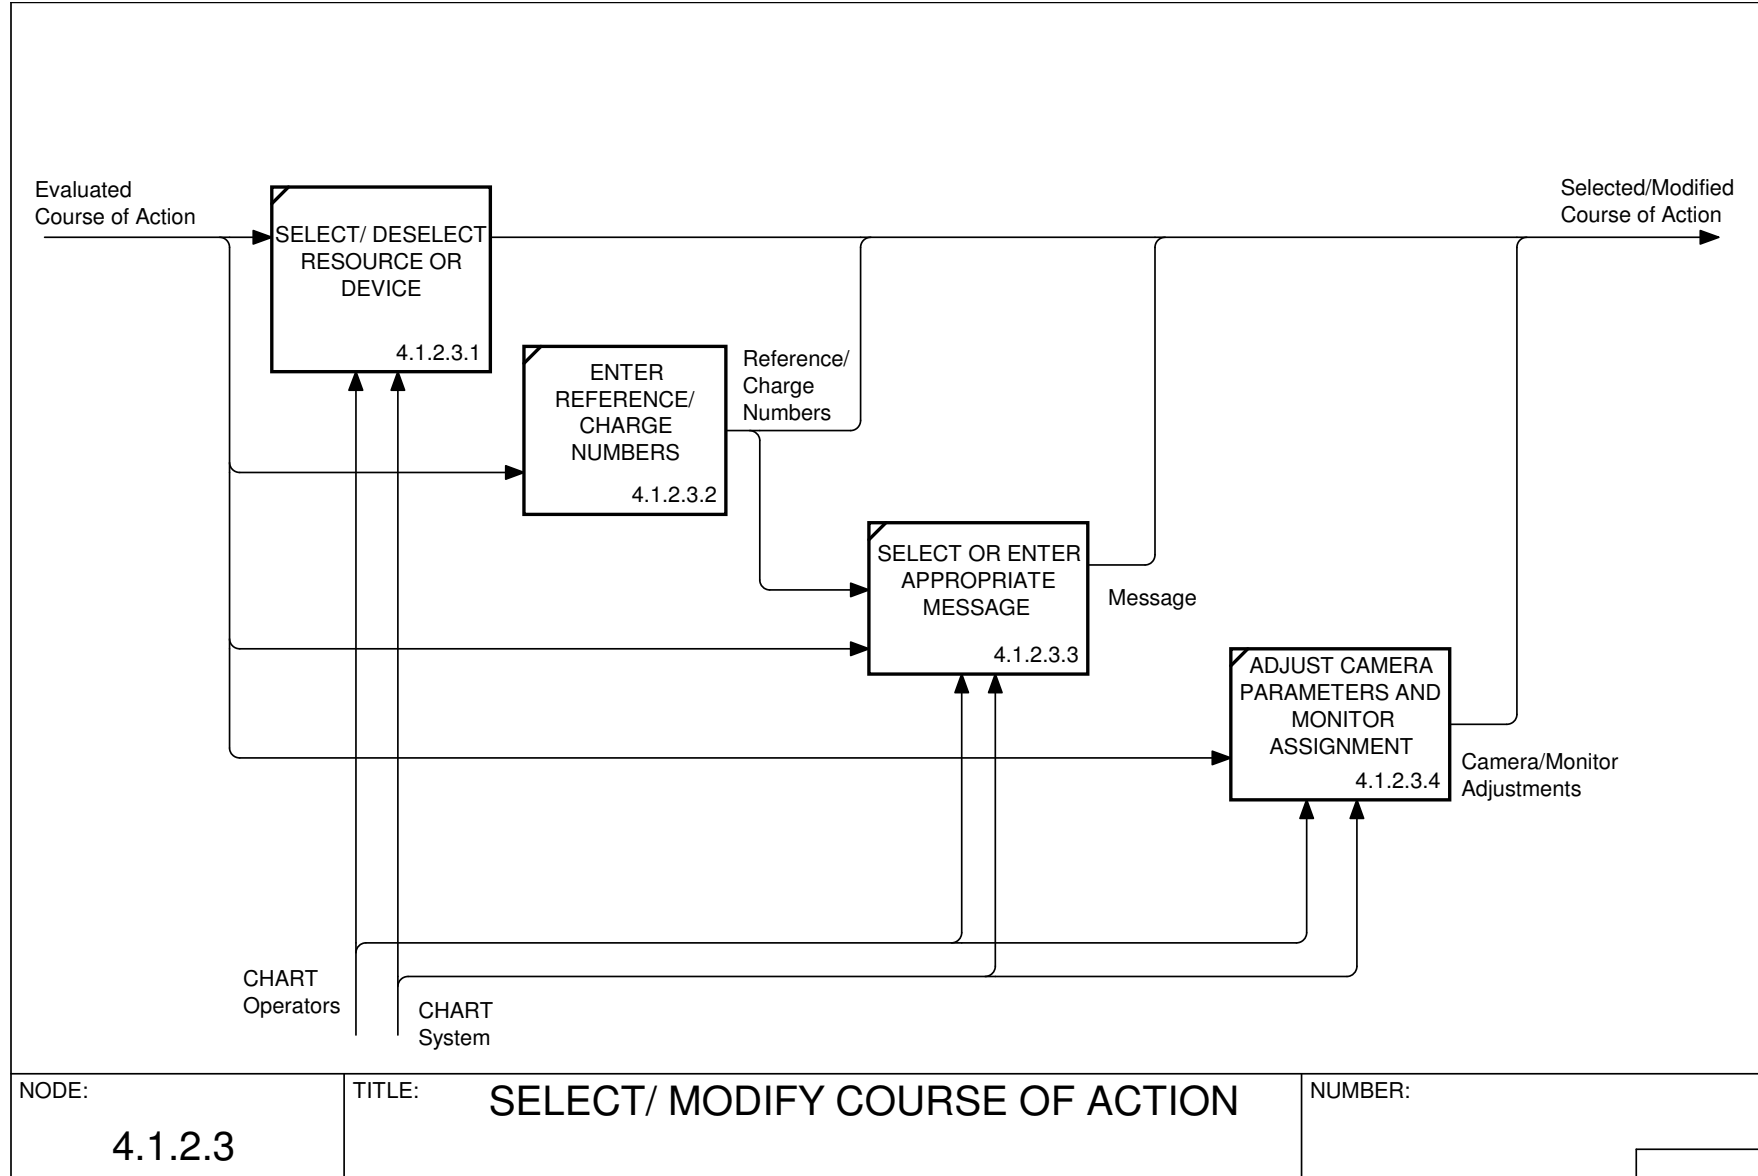 Evaluated
Course of Action
Selected/Modified
Course of Action
SELECT/ DESELECT
RESOURCE OR
DEVICE
4.1.2.3.1
ENTER
REFERENCE/
CHARGE
NUMBERS
4.1.2.3.2
Reference/
Charge
Numbers
SELECT OR ENTER
APPROPRIATE
MESSAGE
4.1.2.3.3
Message
ADJUST CAMERA
PARAMETERS AND
MONITOR
ASSIGNMENT
4.1.2.3.4
Camera/Monitor
Adjustments
CHART
Operators
CHART
System
NODE:
4.1.2.3
TITLE:
SELECT/ MODIFY COURSE OF ACTION
NUMBER: